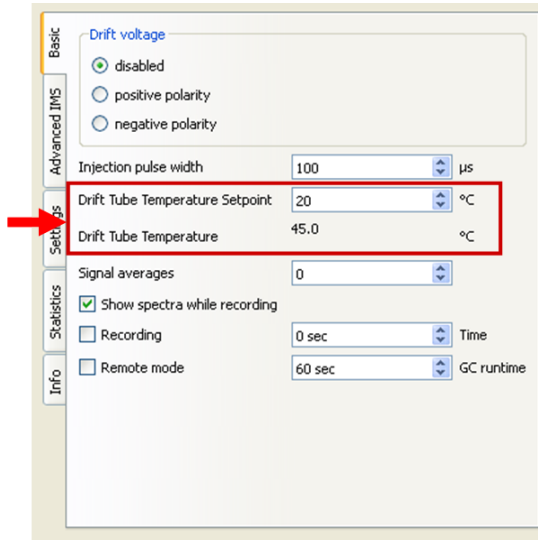 Basic
Advanced IMS
Settings
Statistics
Info
Drift voltage
disabled
positive polarity
negative polarity
Injection pulse width 100 µs
Drift Tube Temperature Setpoint 20 °C
Drift Tube Temperature 45.0 °C
Signal averages 0
Show spectra while recording
Recording 0 sec Time
Remote mode 60 sec GC runtime